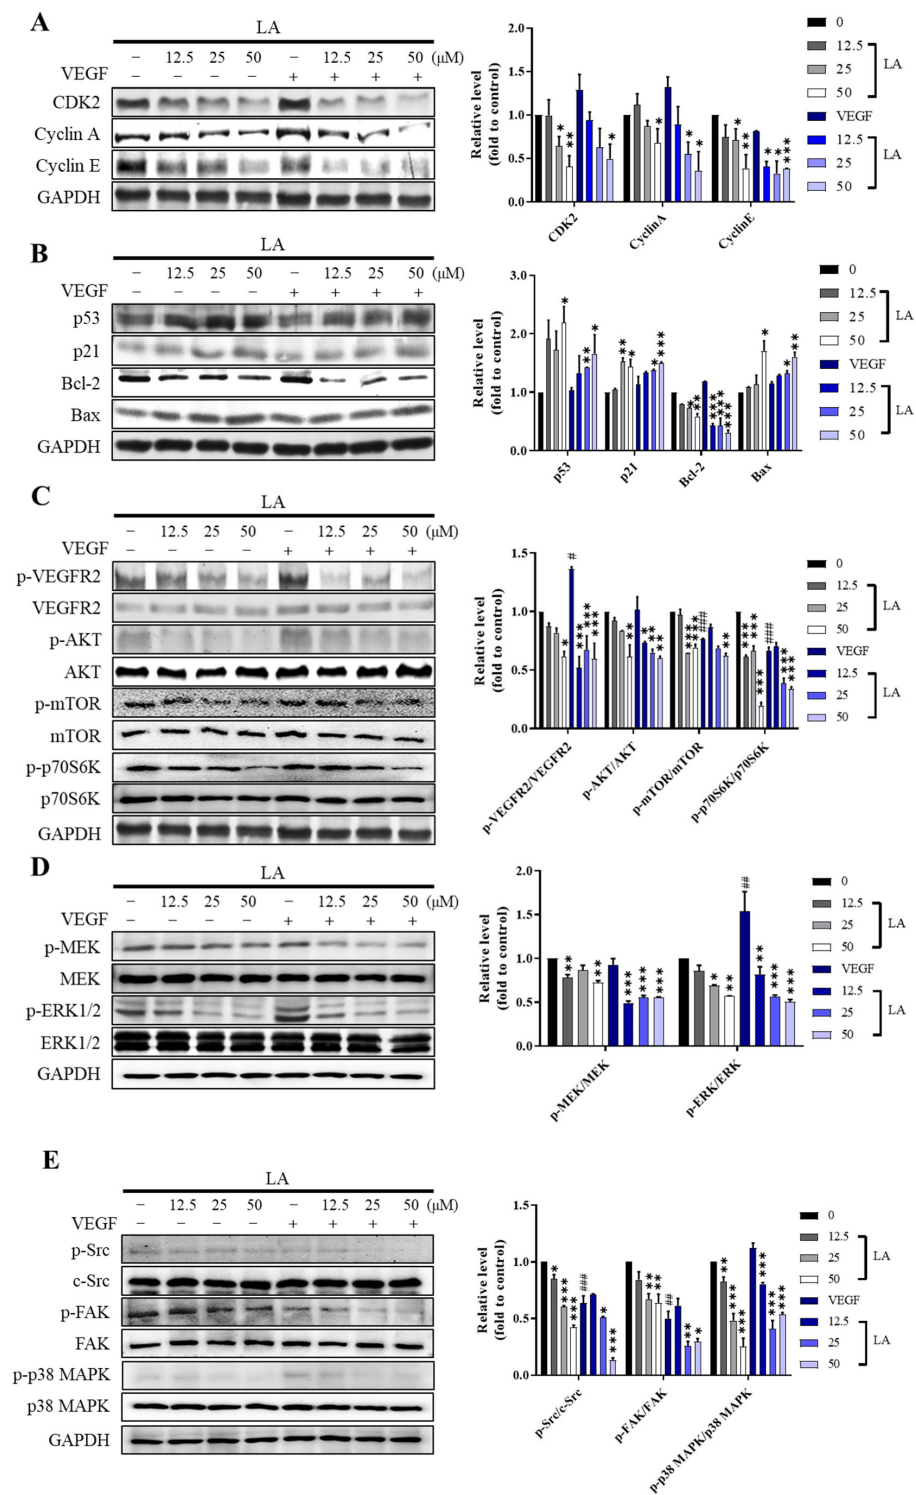 A
LA
– 12.5 25 50 – 12.5 25 50 (μM)
VEGF – – – – + + + +
CDK2
Cyclin A
Cyclin E
GAPDH
Relative level
(fold to control)
2.0
1.5
1.0
0.5
0.0
* ** * * * * * ** * * ***
CDK2 CyclinA CyclinE
0
12.5
25
50
LA
VEGF
12.5
25
50
LA
B
LA
– 12.5 25 50 – 12.5 25 50 (μM)
VEGF – – – – + + + +
p53
p21
Bcl-2
Bax
GAPDH
Relative level
(fold to control)
3.0
2.0
1.0
0.0
p53 p21 Bcl-2 Bax
0
12.5
25
50
LA
VEGF
12.5
25
50
LA
C
LA
– 12.5 25 50 – 12.5 25 50 (μM)
VEGF – – – – + + + +
p-VEGFR2
VEGFR2
p-AKT
AKT
p-mTOR
mTOR
p-p70S6K
p70S6K
GAPDH
Relative level
(fold to control)
1.5
1.0
0.5
0.0
# ### ###
p-VEGFR2/VEGFR2 p-AKT/AKT p-mTOR/mTOR p-p70S6K/p70S6K
0
12.5
25
50
LA
VEGF
12.5
25
50
LA
D
LA
– 12.5 25 50 – 12.5 25 50 (μM)
VEGF – – – – + + + +
p-MEK
MEK
p-ERK1/2
ERK1/2
GAPDH
Relative level
(fold to control)
2.0
1.5
1.0
0.5
0.0
** ** *** *** *** * ** ## ** *** ***
p-MEK/MEK p-ERK/ERK
0
12.5
25
50
LA
VEGF
12.5
25
50
LA
E
LA
– 12.5 25 50 – 12.5 25 50 (μM)
VEGF – – – – + + + +
p-Src
c-Src
p-FAK
FAK
p-p38 MAPK
p38 MAPK
GAPDH
Relative level
(fold to control)
1.5
1.0
0.5
0.0
* *** *** ### * *** ** ** ## ** * ** *** *** *** *** ***
p-Src/c-Src p-FAK/FAK p-p38 MAPK/p38 MAPK
0
12.5
25
50
LA
VEGF
12.5
25
50
LA